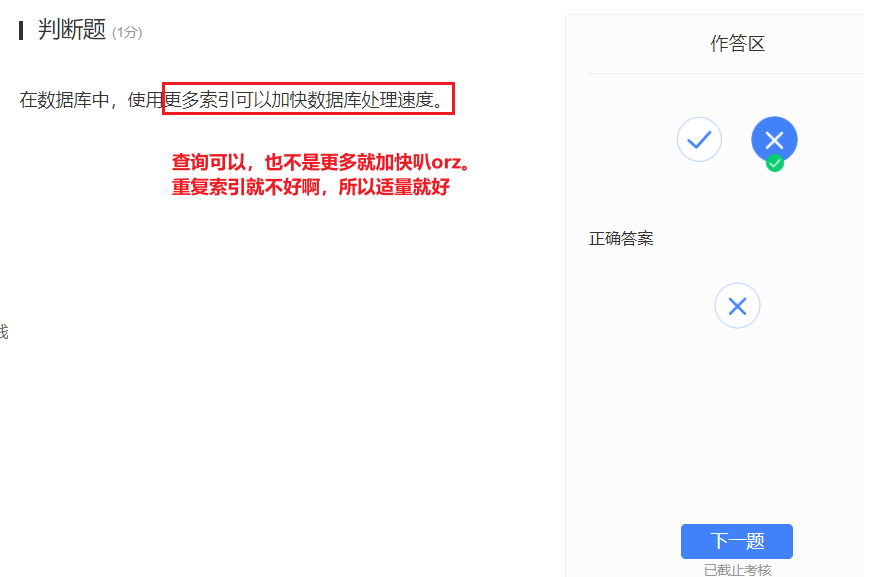 判断题 (1分)
在数据库中，使用更多索引可以加快数据库处理速度。
查询可以，也不是更多就加快叭orz。
重复索引就不好啊，所以适量就好
线
作答区
正确答案
下一题
已截止考核